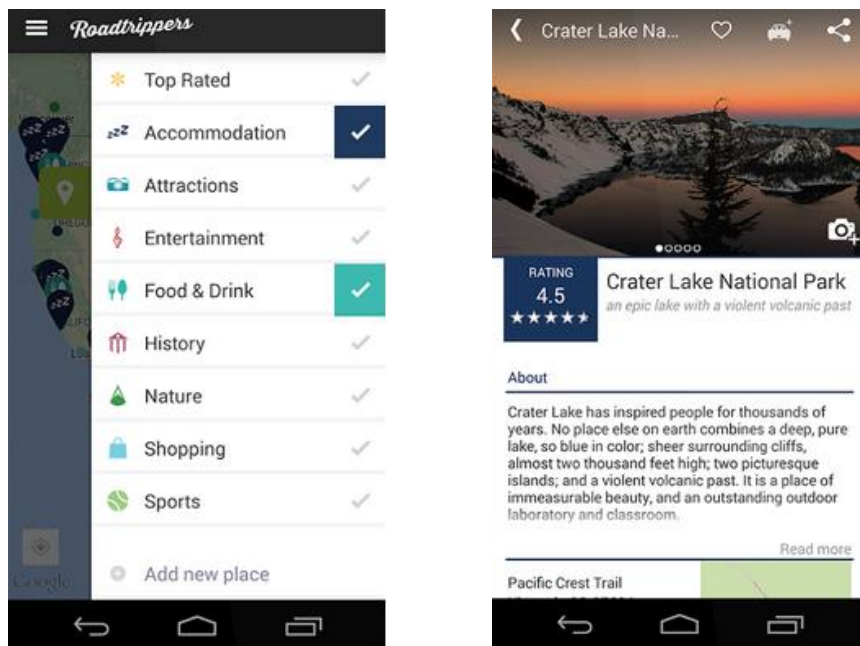 Roadtrippers
Top Rated
Accommodation
Attractions
Entertainment
Food & Drink
History
Nature
Shopping
Sports
Add new place
Google
Crater Lake Na...
RATING
4.5
Crater Lake National Park
an epic lake with a violent volcanic past
About
Crater Lake has inspired people for thousands of
years. No place else on earth combines a deep, pure
lake, so blue in color; sheer surrounding cliffs,
almost two thousand feet high; two picturesque
islands; and a violent volcanic past. It is a place of
immeasurable beauty, and an outstanding outdoor
laboratory and classroom.
Read more
Pacific Crest Trail